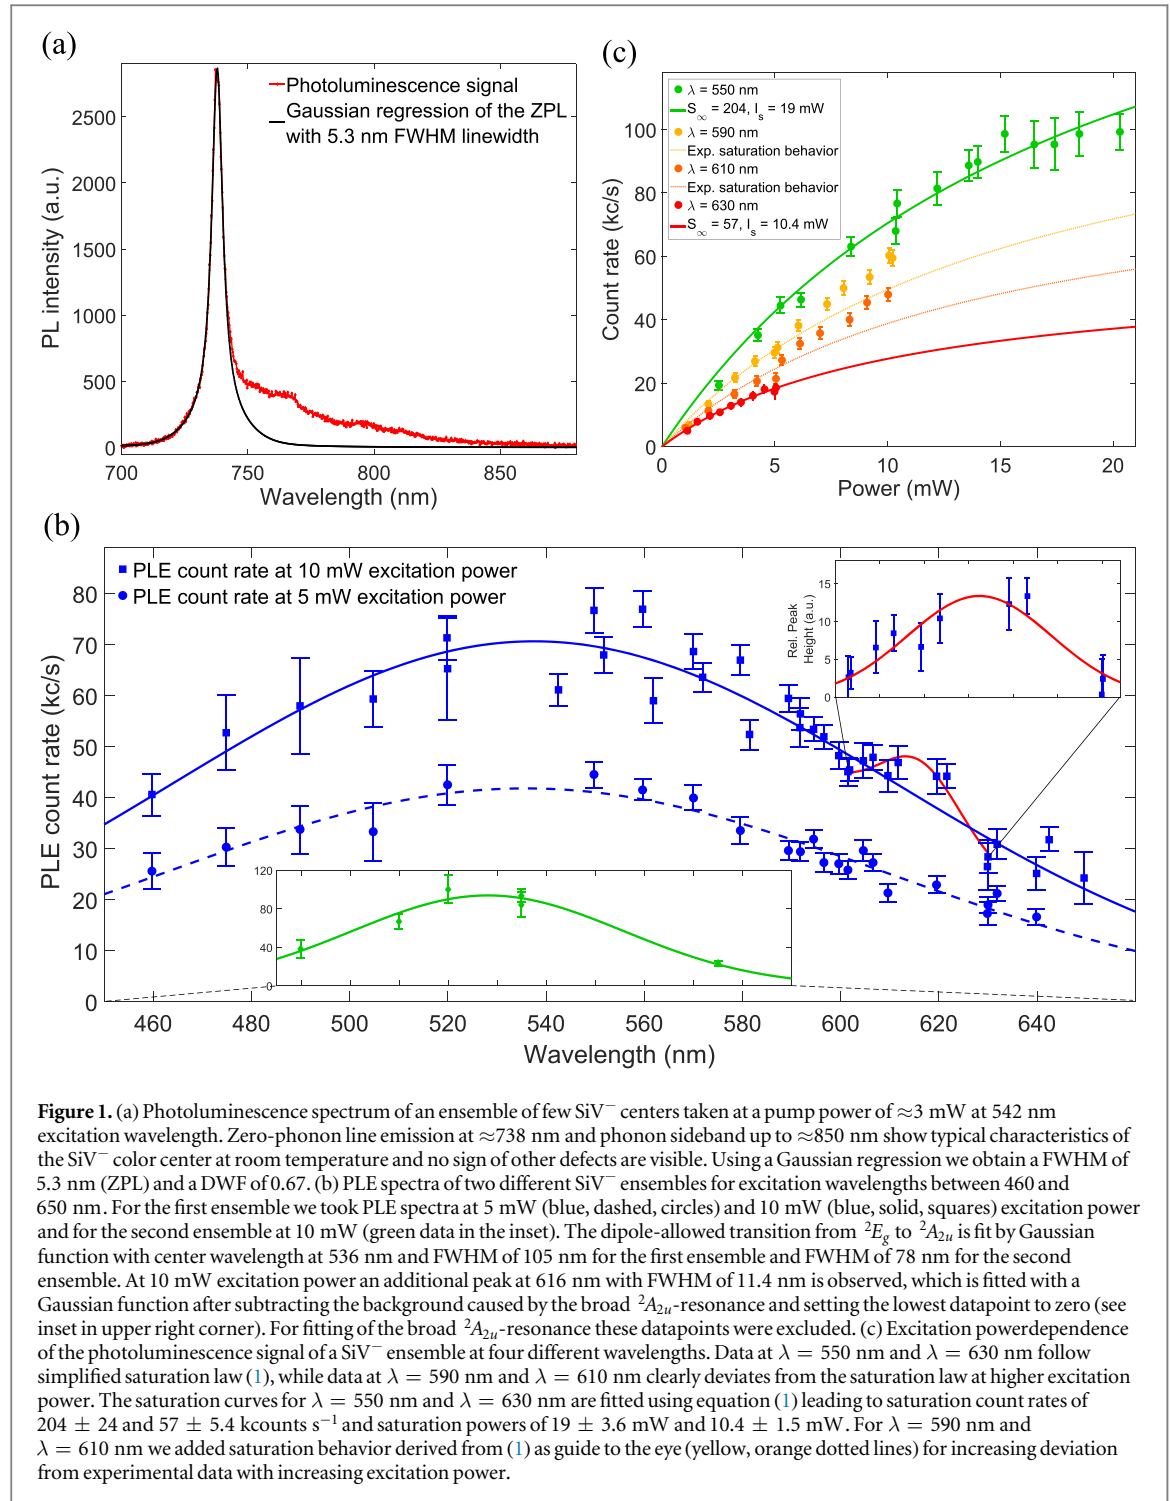 (a)
Photoluminescence signal
Gaussian regression of the ZPL
with 5.3 nm FWHM linewidth
PL intensity (a.u.)
2500
2000
1500
1000
500
0
700
750
800
850
Wavelength (nm)
(c)
λ = 550 nm
S∞ = 204, Is = 19 mW
λ = 590 nm
Exp. saturation behavior
λ = 610 nm
Exp. saturation behavior
λ = 630 nm
S∞ = 57, Is = 10.4 mW
Count rate (kc/s)
100
80
60
40
20
0
0
5
10
15
20
Power (mW)
(b)
PLE count rate at 10 mW excitation power
PLE count rate at 5 mW excitation power
PLE count rate (kc/s)
80
70
60
50
40
30
20
10
0
Rel. Peak
Height (a.u.)
15
10
5
0
120
80
40
0
460
480
500
520
540
560
580
600
620
640
Wavelength (nm)
Figure 1. (a) Photoluminescence spectrum of an ensemble of few SiV⁻ centers taken at a pump power of ≈3 mW at 542 nm
excitation wavelength. Zero-phonon line emission at ≈738 nm and phonon sideband up to ≈850 nm show typical characteristics of
the SiV⁻ color center at room temperature and no sign of other defects are visible. Using a Gaussian regression we obtain a FWHM of
5.3 nm (ZPL) and a DWF of 0.67. (b) PLE spectra of two different SiV⁻ ensembles for excitation wavelengths between 460 and
650 nm. For the first ensemble we took PLE spectra at 5 mW (blue, dashed, circles) and 10 mW (blue, solid, squares) excitation power
and for the second ensemble at 10 mW (green data in the inset). The dipole-allowed transition from ²Eg to ²A2u is fit by Gaussian
function with center wavelength at 536 nm and FWHM of 105 nm for the first ensemble and FWHM of 78 nm for the second
ensemble. At 10 mW excitation power an additional peak at 616 nm with FWHM of 11.4 nm is observed, which is fitted with a
Gaussian function after subtracting the background caused by the broad ²A2u-resonance and setting the lowest datapoint to zero (see
inset in upper right corner). For fitting of the broad ²A2u-resonance these datapoints were excluded. (c) Excitation powerdependence
of the photoluminescence signal of a SiV⁻ ensemble at four different wavelengths. Data at λ = 550 nm and λ = 630 nm follow
simplified saturation law (1), while data at λ = 590 nm and λ = 610 nm clearly deviates from the saturation law at higher excitation
power. The saturation curves for λ = 550 nm and λ = 630 nm are fitted using equation (1) leading to saturation count rates of
204 ± 24 and 57 ± 5.4 kcounts s⁻¹ and saturation powers of 19 ± 3.6 mW and 10.4 ± 1.5 mW. For λ = 590 nm and
λ = 610 nm we added saturation behavior derived from (1) as guide to the eye (yellow, orange dotted lines) for increasing deviation
from experimental data with increasing excitation power.